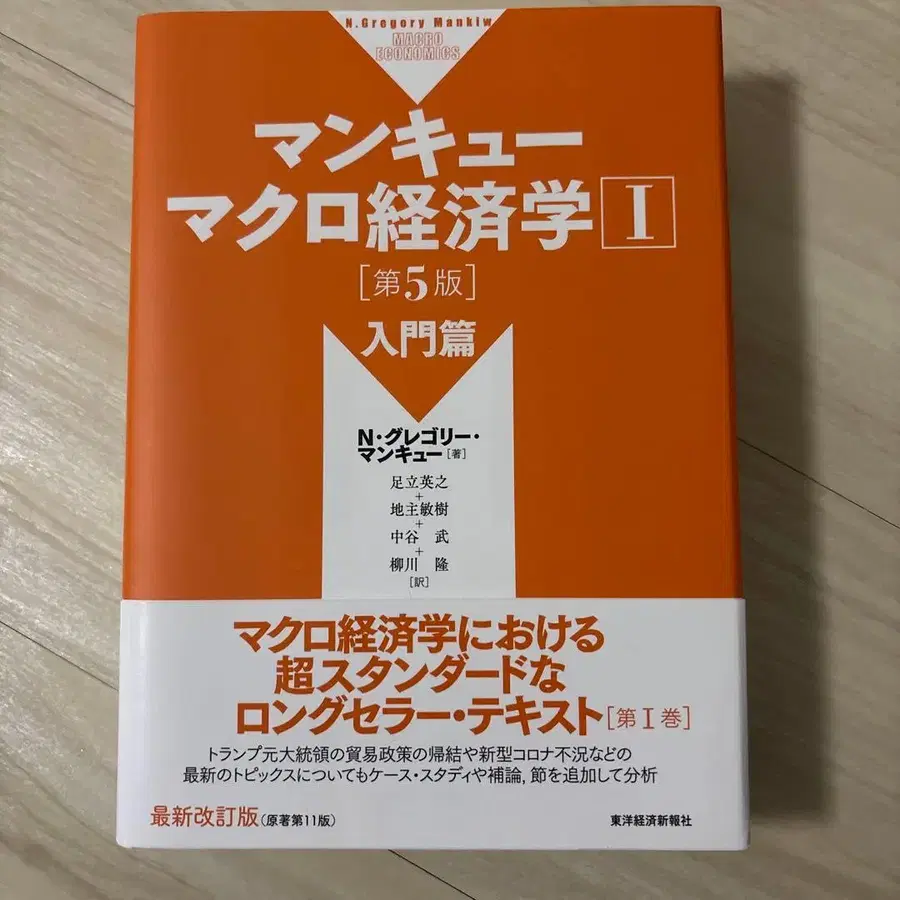 N.Gregory Mankiw
MACRO
ECONOMICS
マンキュー
マクロ経済学 I
[第5版]
入門篇
N・グレゴリー・
マンキュー[著]
足立英之
+
地主敏樹
+
中谷 武
+
柳川 隆
[訳]
マクロ経済学における
超スタンダードな
ロングセラー・テキスト[第I巻]
トランプ元大統領の貿易政策の帰結や新型コロナ不況などの
最新のトピックスについてもケース・スタディや補論,節を追加して分析
最新改訂版(原著第11版)
東洋経済新報社